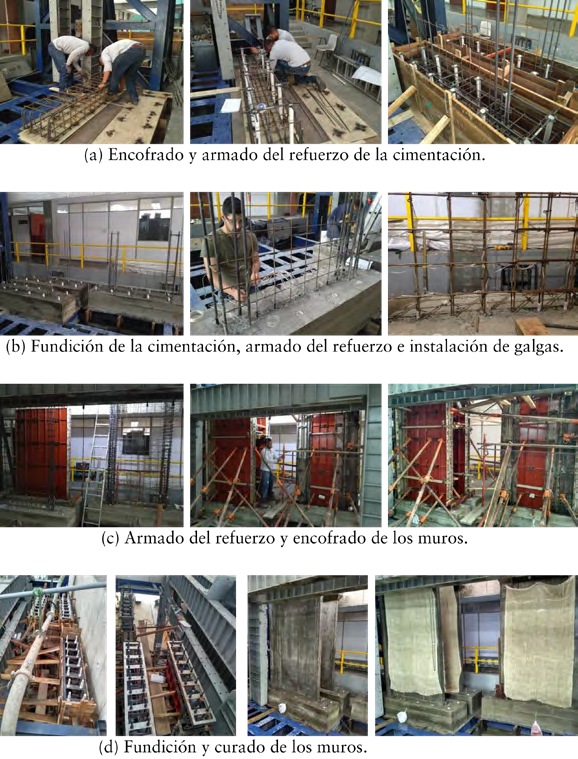 (a) Encofrado y armado del refuerzo de la cimentación.
(b) Fundición de la cimentación, armado del refuerzo e instalación de galgas.
(c) Armado del refuerzo y encofrado de los muros.
(d) Fundición y curado de los muros.